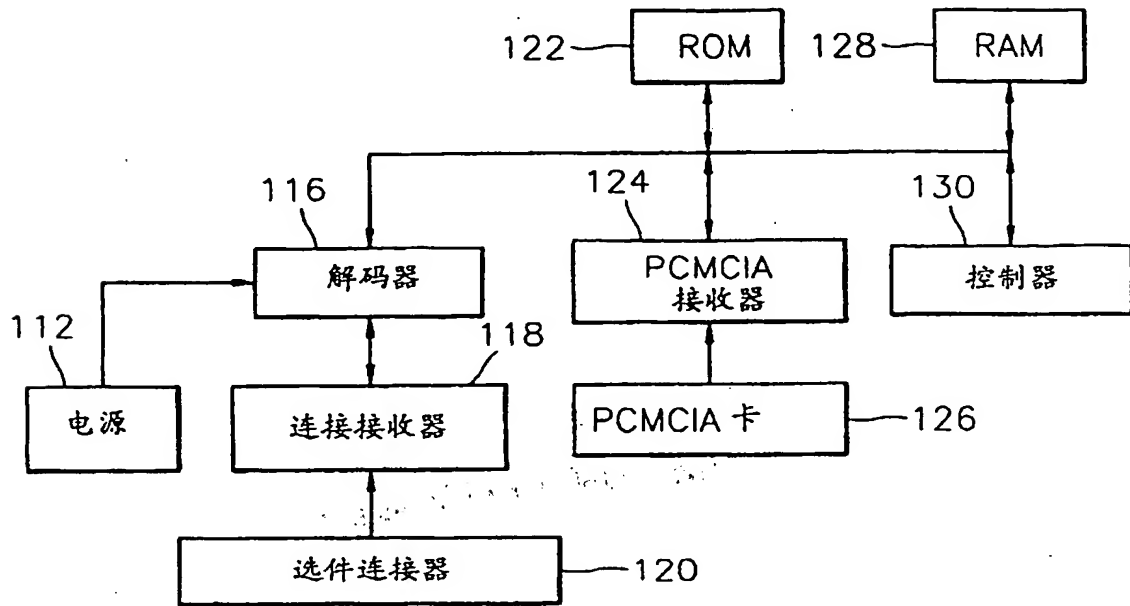 122
ROM
128
RAM
116
124
130
解码器
PCMCIA
接收器
控制器
112
118
电源
连接接收器
PCMCIA 卡
126
选件连接器
120